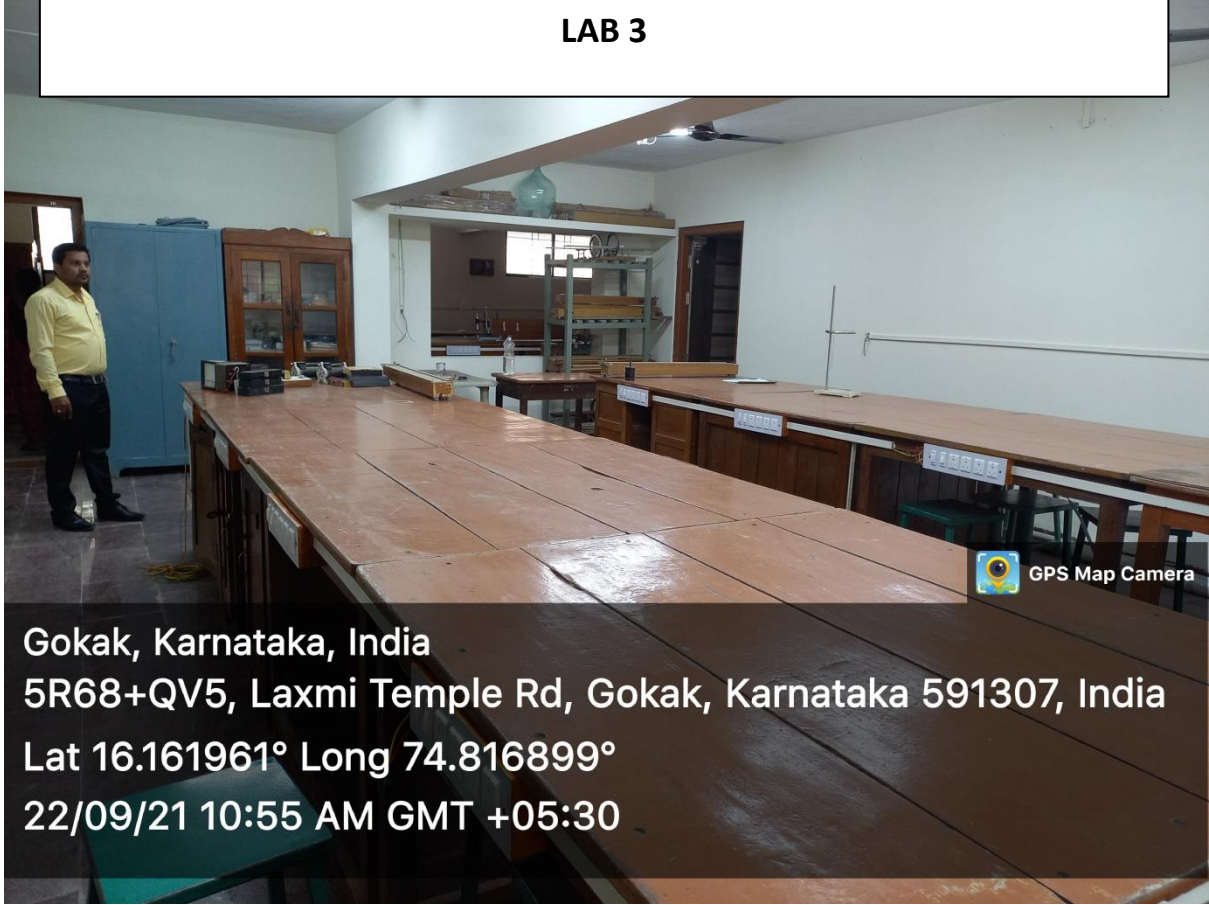 LAB 3
GPS Map Camera
Gokak, Karnataka, India
5R68+QV5, Laxmi Temple Rd, Gokak, Karnataka 591307, India
Lat 16.161961° Long 74.816899°
22/09/21 10:55 AM GMT +05:30